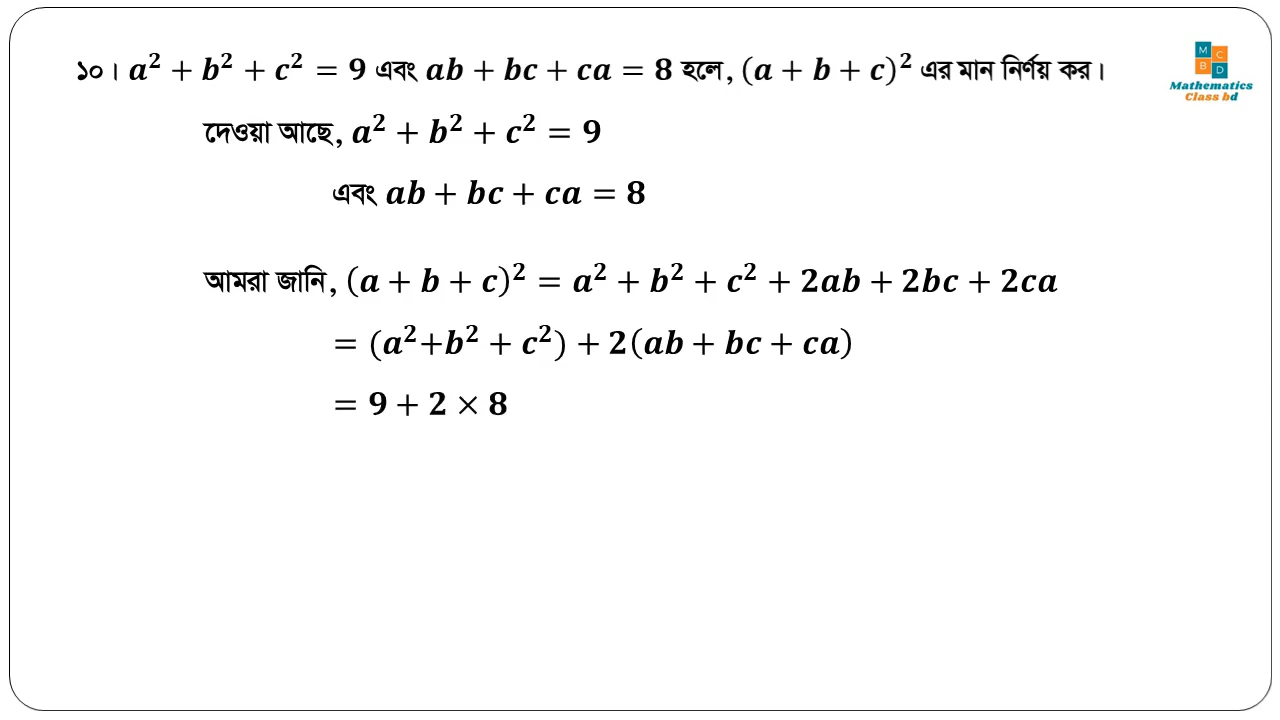 ১০। a² + b² + c² = 9 এবং ab + bc + ca = 8 হলে, (a + b + c)² এর মান নির্ণয় কর।
M C
B D
Mathematics
Class bd
দেওয়া আছে, a² + b² + c² = 9
এবং ab + bc + ca = 8
আমরা জানি, (a + b + c)² = a² + b² + c² + 2ab + 2bc + 2ca
= (a²+b² + c²) + 2(ab + bc + ca)
= 9 + 2 × 8